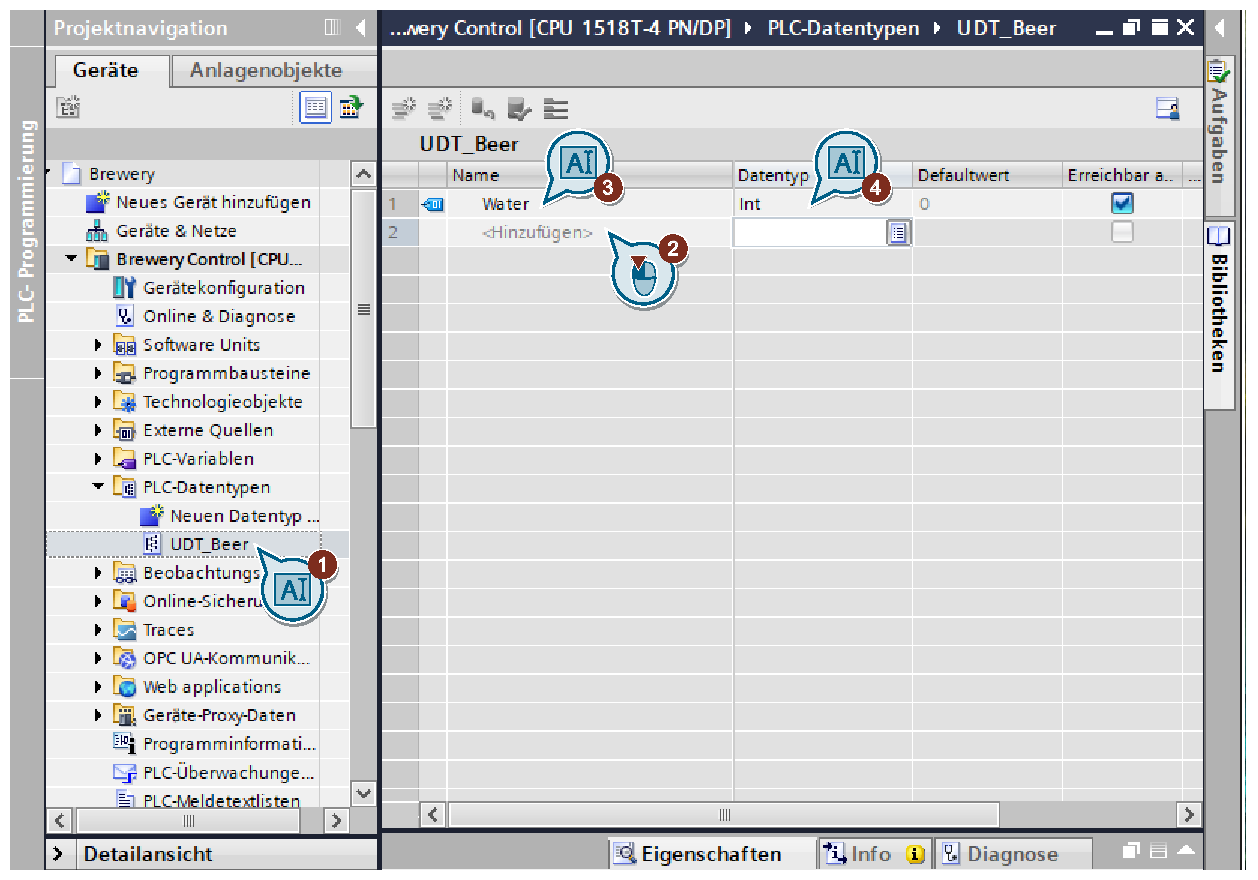 Projektnavigation
...wery Control [CPU 1518T-4 PN/DP] PLC-Datentypen UDT_Beer
Geräte Anlagenobjekte
UDT_Beer
Name Datentyp Defaultwert Erreichbar a.. ...
1 Water Int 0
2 <Hinzufügen>
AI 3
AI 4
2
Brewery
Neues Gerät hinzufügen
Geräte & Netze
Brewery Control [CPU...
Gerätekonfiguration
Online & Diagnose
Software Units
Programmbausteine
Technologieobjekte
Externe Quellen
PLC-Variablen
PLC-Datentypen
Neuen Datentyp ...
UDT_Beer
AI 1
Beobachtungs
Online-Sicheru
Traces
OPC UA-Kommunik...
Web applications
Geräte-Proxy-Daten
Programminformati...
PLC-Überwachunge...
PLC-Meldetextlisten
Detailansicht
Eigenschaften Info Diagnose
PLC- Programmierung
Aufgaben
Bibliotheken